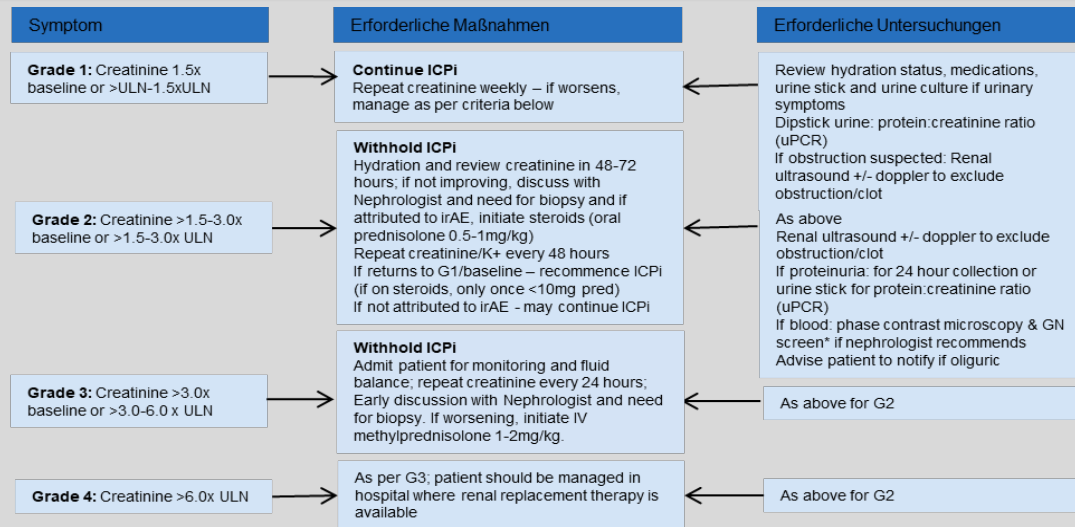 Symptom
Erforderliche Maßnahmen
Erforderliche Untersuchungen
Grade 1: Creatinine 1.5x
baseline or >ULN-1.5xULN
Continue ICPi
Repeat creatinine weekly – if worsens,
manage as per criteria below
Review hydration status, medications,
urine stick and urine culture if urinary
symptoms
Dipstick urine: protein:creatinine ratio
(uPCR)
If obstruction suspected: Renal
ultrasound +/- doppler to exclude
obstruction/clot
Grade 2: Creatinine >1.5-3.0x
baseline or >1.5-3.0x ULN
Withhold ICPi
Hydration and review creatinine in 48-72
hours; if not improving, discuss with
Nephrologist and need for biopsy and if
attributed to irAE, initiate steroids (oral
prednisolone 0.5-1mg/kg)
Repeat creatinine/K+ every 48 hours
If returns to G1/baseline – recommence ICPi
(if on steroids, only once <10mg pred)
If not attributed to irAE - may continue ICPi
As above
Renal ultrasound +/- doppler to exclude
obstruction/clot
If proteinuria: for 24 hour collection or
urine stick for protein:creatinine ratio
(uPCR)
If blood: phase contrast microscopy & GN
screen* if nephrologist recommends
Advise patient to notify if oliguric
Grade 3: Creatinine >3.0x
baseline or >3.0-6.0 x ULN
Withhold ICPi
Admit patient for monitoring and fluid
balance; repeat creatinine every 24 hours;
Early discussion with Nephrologist and need
for biopsy. If worsening, initiate IV
methylprednisolone 1-2mg/kg.
As above for G2
Grade 4: Creatinine >6.0x ULN
As per G3; patient should be managed in
hospital where renal replacement therapy is
available
As above for G2